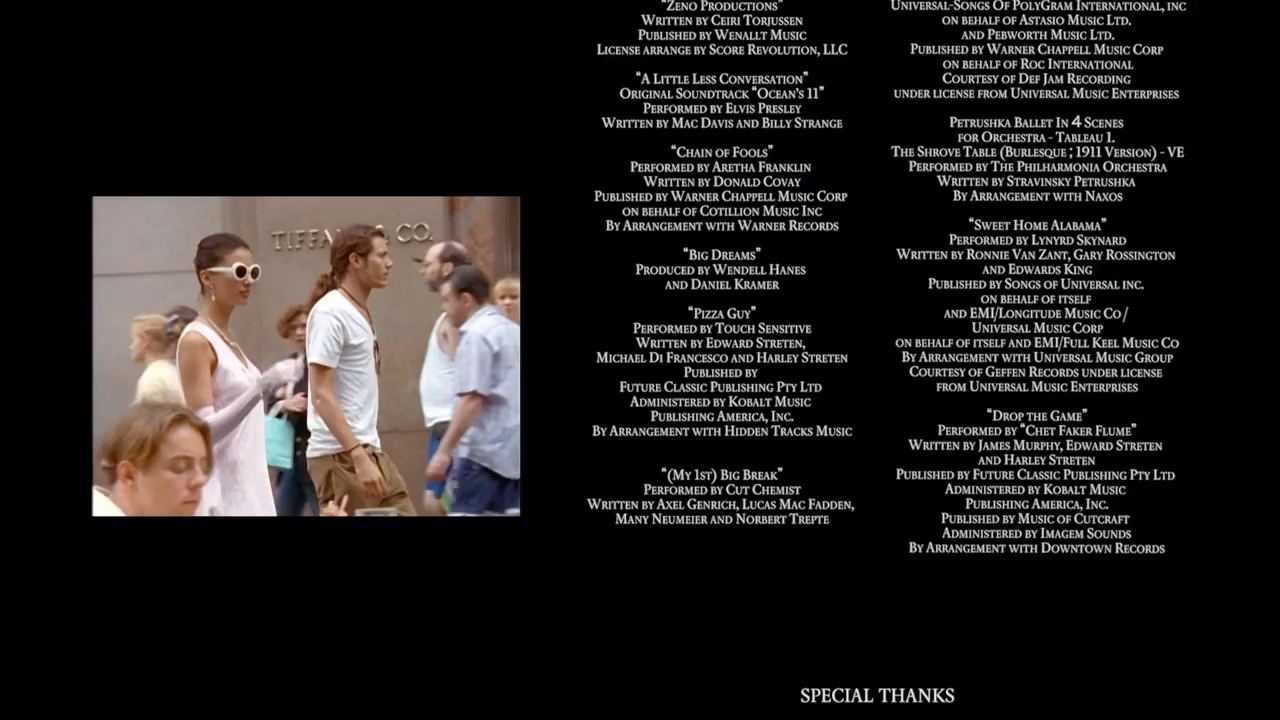 TIFFANY & CO.
"Zeno Productions"
Written by Ceiri Torjussen
Published by Wenallt Music
License arrange by Score Revolution, LLC
"A Little Less Conversation"
Original Soundtrack "Ocean's 11"
Performed by Elvis Presley
Written by Mac Davis and Billy Strange
"Chain of Fools"
Performed by Aretha Franklin
Written by Donald Covay
Published by Warner Chappell Music Corp
on behalf of Cotillion Music Inc
By Arrangement with Warner Records
"Big Dreams"
Produced by Wendell Hanes
and Daniel Kramer
"Pizza Guy"
Performed by Touch Sensitive
Written by Edward Streten,
Michael Di Francesco and Harley Streten
Published by
Future Classic Publishing Pty Ltd
Administered by Kobalt Music
Publishing America, Inc.
By Arrangement with Hidden Tracks Music
"(My 1st) Big Break"
Performed by Cut Chemist
Written by Axel Genrich, Lucas Mac Fadden,
Many Neumeier and Norbert Trepte
Universal-Songs Of PolyGram International, inc
on behalf of Astasio Music Ltd.
and Pebworth Music Ltd.
Published by Warner Chappell Music Corp
on behalf of Roc International
Courtesy of Def Jam Recording
under license from Universal Music Enterprises
Petrushka Ballet In 4 Scenes
for Orchestra - Tableau 1.
The Shrove Table (Burlesque ; 1911 Version) - VE
Performed by The Philharmonia Orchestra
Written by Stravinsky Petrushka
By Arrangement with Naxos
"Sweet Home Alabama"
Performed by Lynyrd Skynard
Written by Ronnie Van Zant, Gary Rossington
and Edwards King
Published by Songs of Universal inc.
on behalf of itself
and EMI/Longitude Music Co/
Universal Music Corp
on behalf of itself and EMI/Full Keel Music Co
By Arrangement with Universal Music Group
Courtesy of Geffen Records under license
from Universal Music Enterprises
"Drop the Game"
Performed by "Chet Faker Flume"
Written by James Murphy, Edward Streten
and Harley Streten
Published by Future Classic Publishing Pty Ltd
Administered by Kobalt Music
Publishing America, Inc.
Published by Music of Cutcraft
Administered by Imagem Sounds
By Arrangement with Downtown Records
SPECIAL THANKS